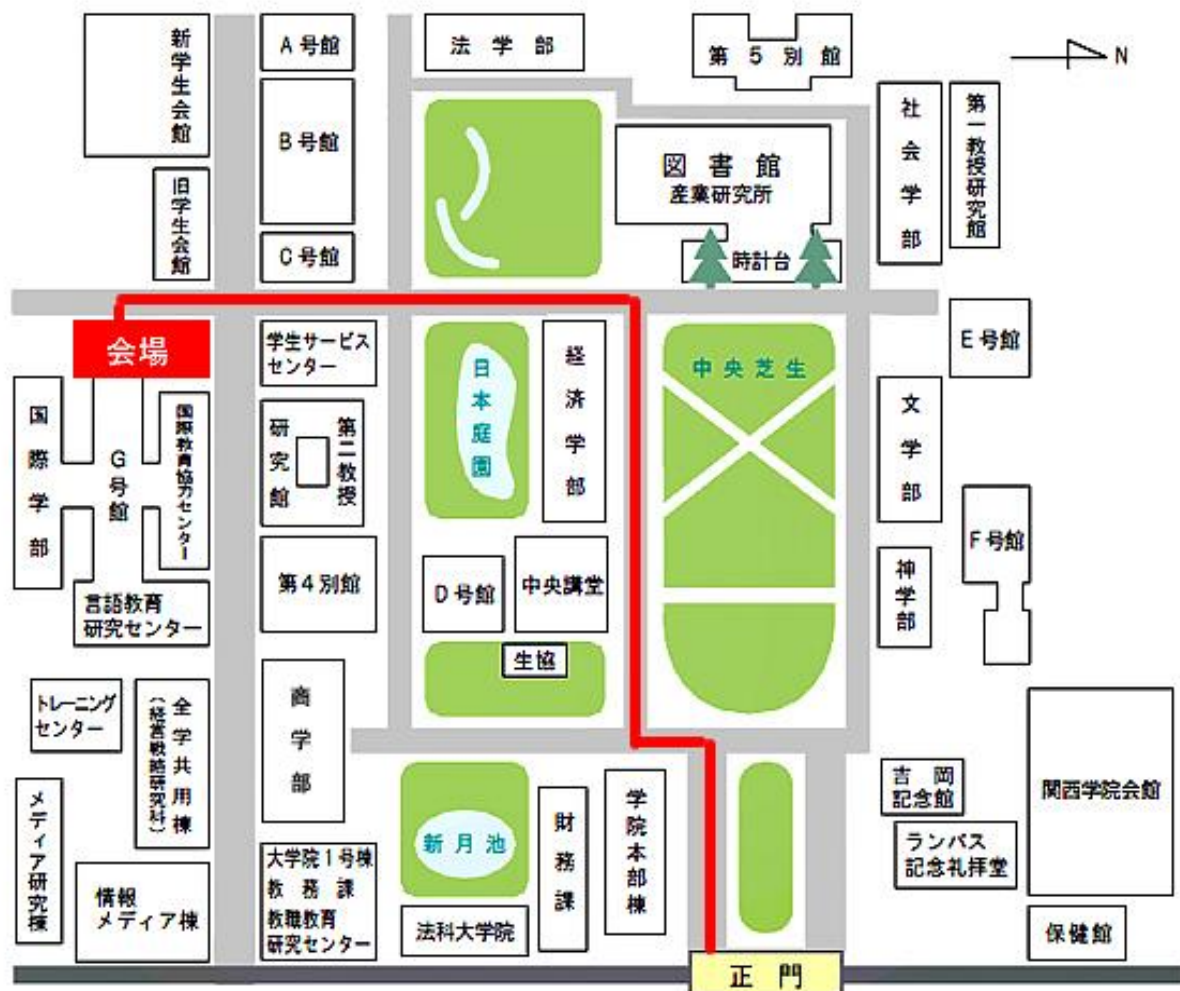 新学生会館
A号館
法学部
第5別館
N
旧学生会館
B号館
C号館
図書館
産業研究所
時計台
社会学部
第一教授研究館
会場
学生サービス
センター
日本庭園
経済学部
中央芝生
E号館
国際学部
G号館
国際教育協力センター
第二教授
研究館
文学部
F号館
言語教育
研究センター
第4別館
D号館
中央講堂
神学部
生協
トレーニング
センター
全学共用棟
(経営戦略研究科)
商学部
メディア研究棟
情報
メディア棟
大学院1号棟
教務課
教職教育
研究センター
新月池
法科大学院
財務課
学院本部棟
吉岡
記念館
ランバス
記念礼拝堂
関西学院会館
保健館
正門